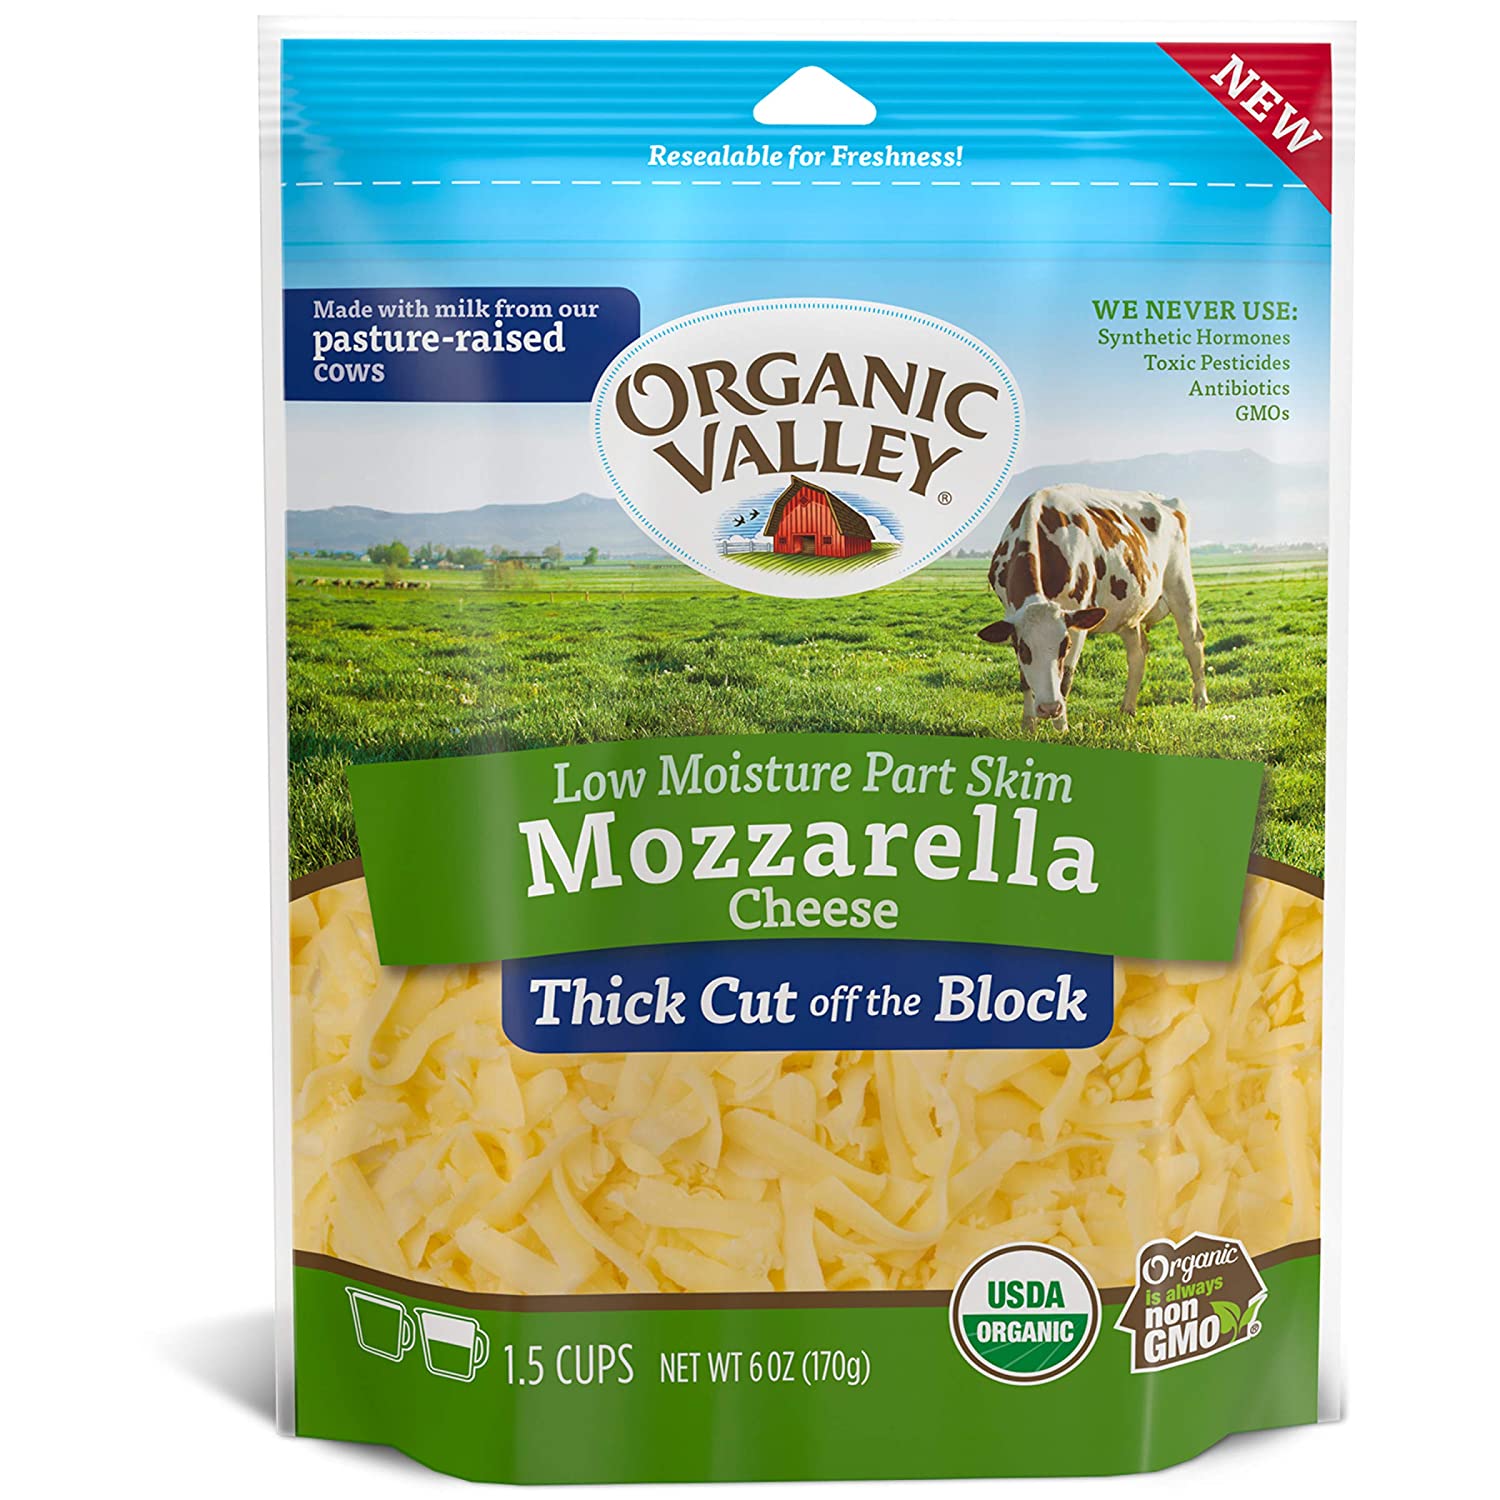 NEW
Resealable for Freshness!
Made with milk from our
pasture-raised
cows
ORGANIC
VALLEY
®
WE NEVER USE:
Synthetic Hormones
Toxic Pesticides
Antibiotics
GMOs
Low Moisture Part Skim
Mozzarella
Cheese
Thick Cut off the Block
1.5 CUPS NET WT 6 OZ (170g)
USDA
ORGANIC
Organic
is always
non
GMO
®